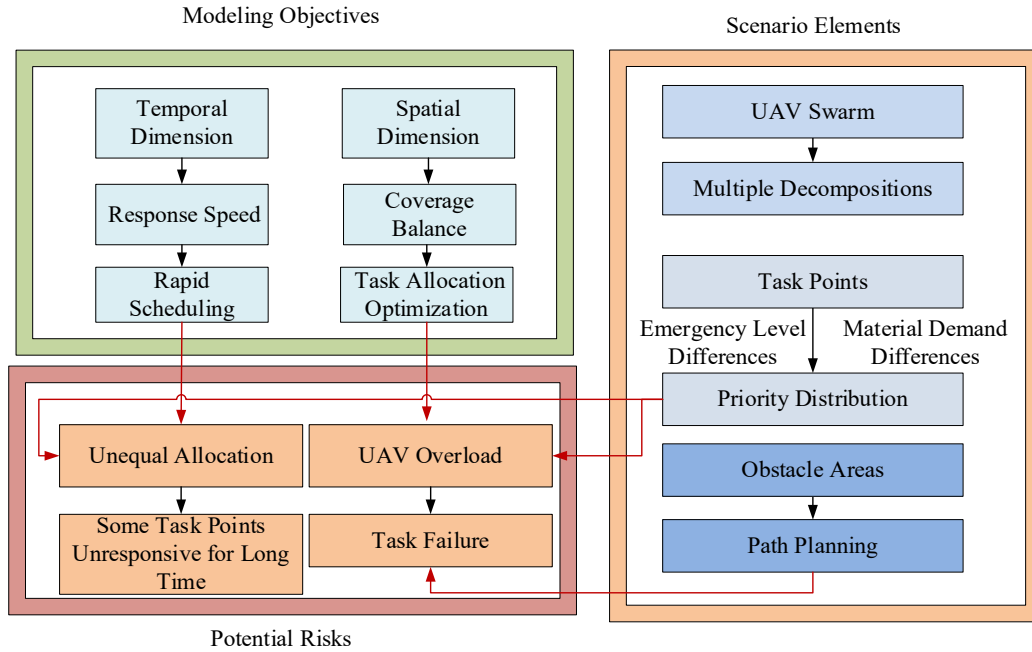 Modeling Objectives
Temporal
Dimension
Response Speed
Rapid
Scheduling
Spatial
Dimension
Coverage
Balance
Task Allocation
Optimization
Scenario Elements
UAV Swarm
Multiple Decompositions
Task Points
Emergency Level
Differences
Material Demand
Differences
Priority Distribution
Obstacle Areas
Path Planning
Unequal Allocation
Some Task Points
Unresponsive for Long
Time
UAV Overload
Task Failure
Potential Risks